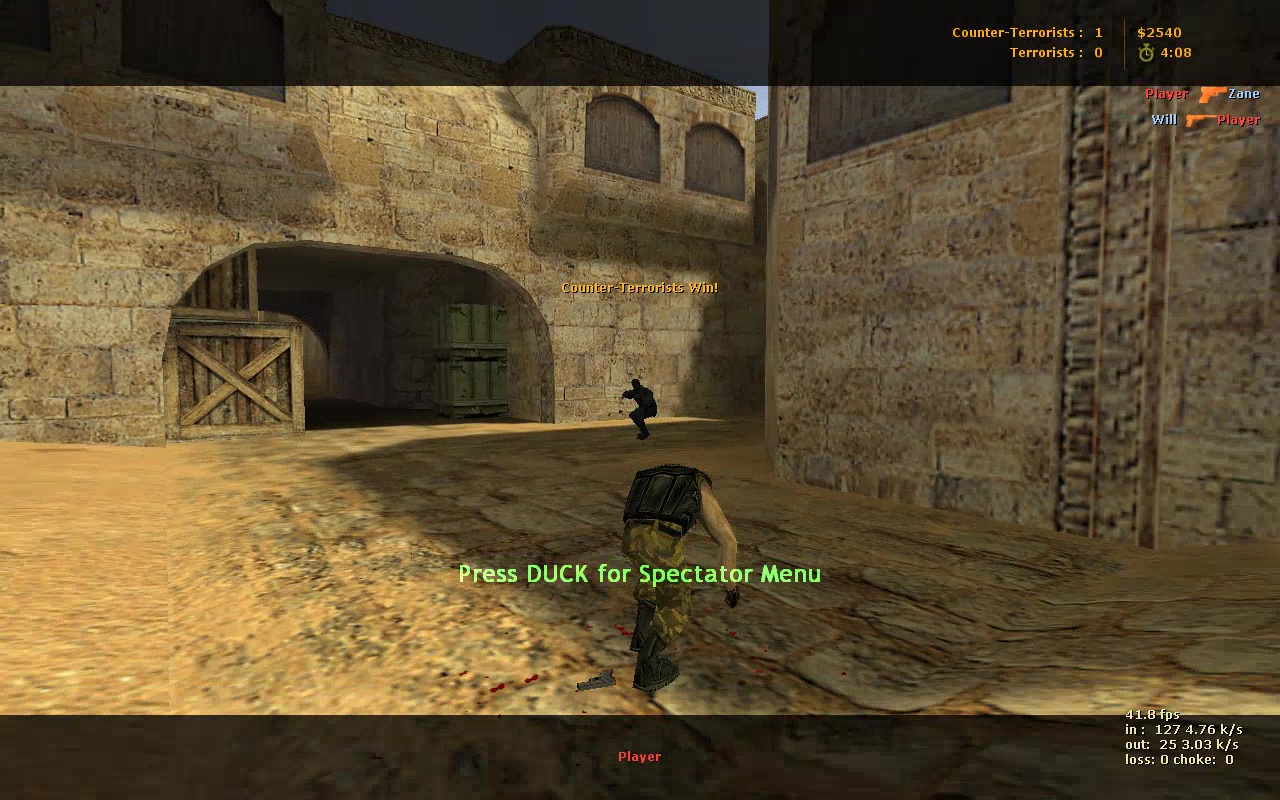 Counter-Terrorists : 1 $2540
Terrorists : 0 4:08
Player Zane
Will Player
Counter-Terrorists Win!
Press DUCK for Spectator Menu
41.8 fps
in : 127 4.76 k/s
out: 25 3.03 k/s
loss: 0 choke: 0
Player